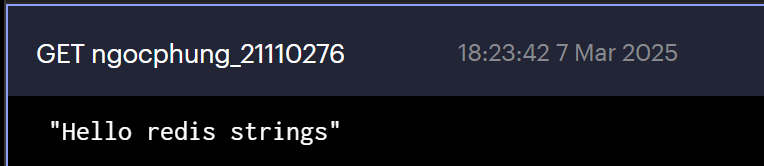 GET ngocphung_21110276 18:23:42 7 Mar 2025
"Hello redis strings"